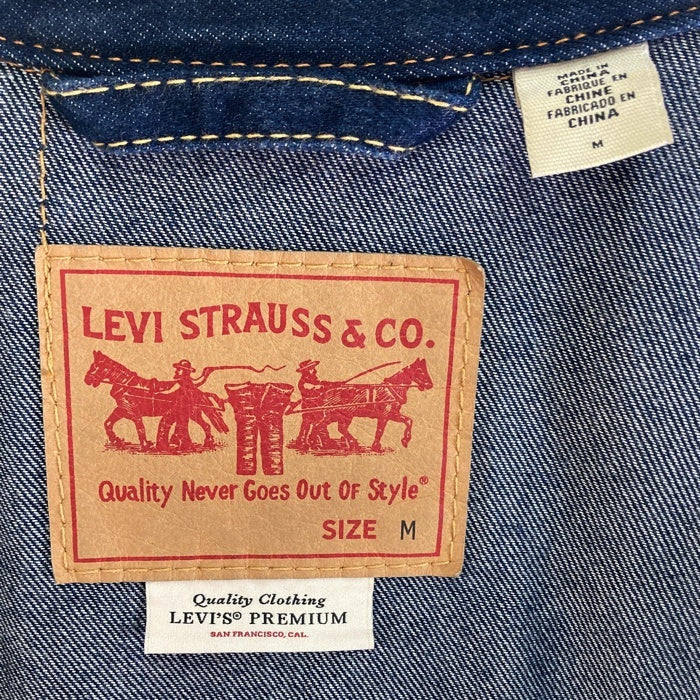 MADE IN
CHINA
FABRIQUE EN
CHINE
FABRICADO EN
CHINA
M
LEVI STRAUSS & CO.
Quality Never Goes Out Of Style®
SIZE M
Quality Clothing
LEVI'S® PREMIUM
SAN FRANCISCO, CAL.